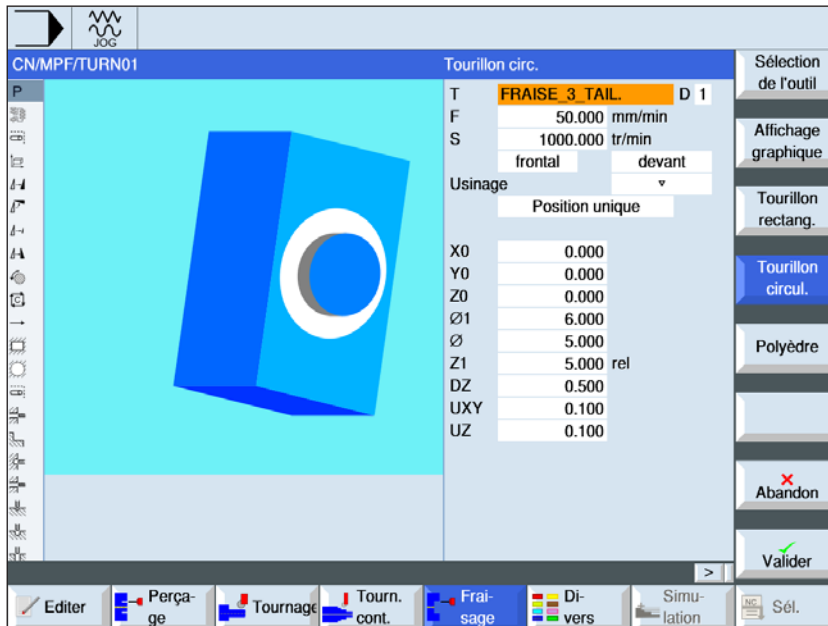 JOG
CN/MPF/TURN01
Tourillon circ.
P
T FRAISE_3_TAIL. D 1
F 50.000 mm/min
S 1000.000 tr/min
frontal devant
Usinage ▿
Position unique
X0 0.000
Y0 0.000
Z0 0.000
Ø1 6.000
Ø 5.000
Z1 5.000 rel
DZ 0.500
UXY 0.100
UZ 0.100
Sélection
de l'outil
Affichage
graphique
Tourillon
rectang.
Tourillon
circul.
Polyèdre
Abandon
Valider
>
Editer
Perça-
ge
Tournage
Tourn.
cont.
Frai-
sage
Di-
vers
Simu-
lation
NC
Sél.